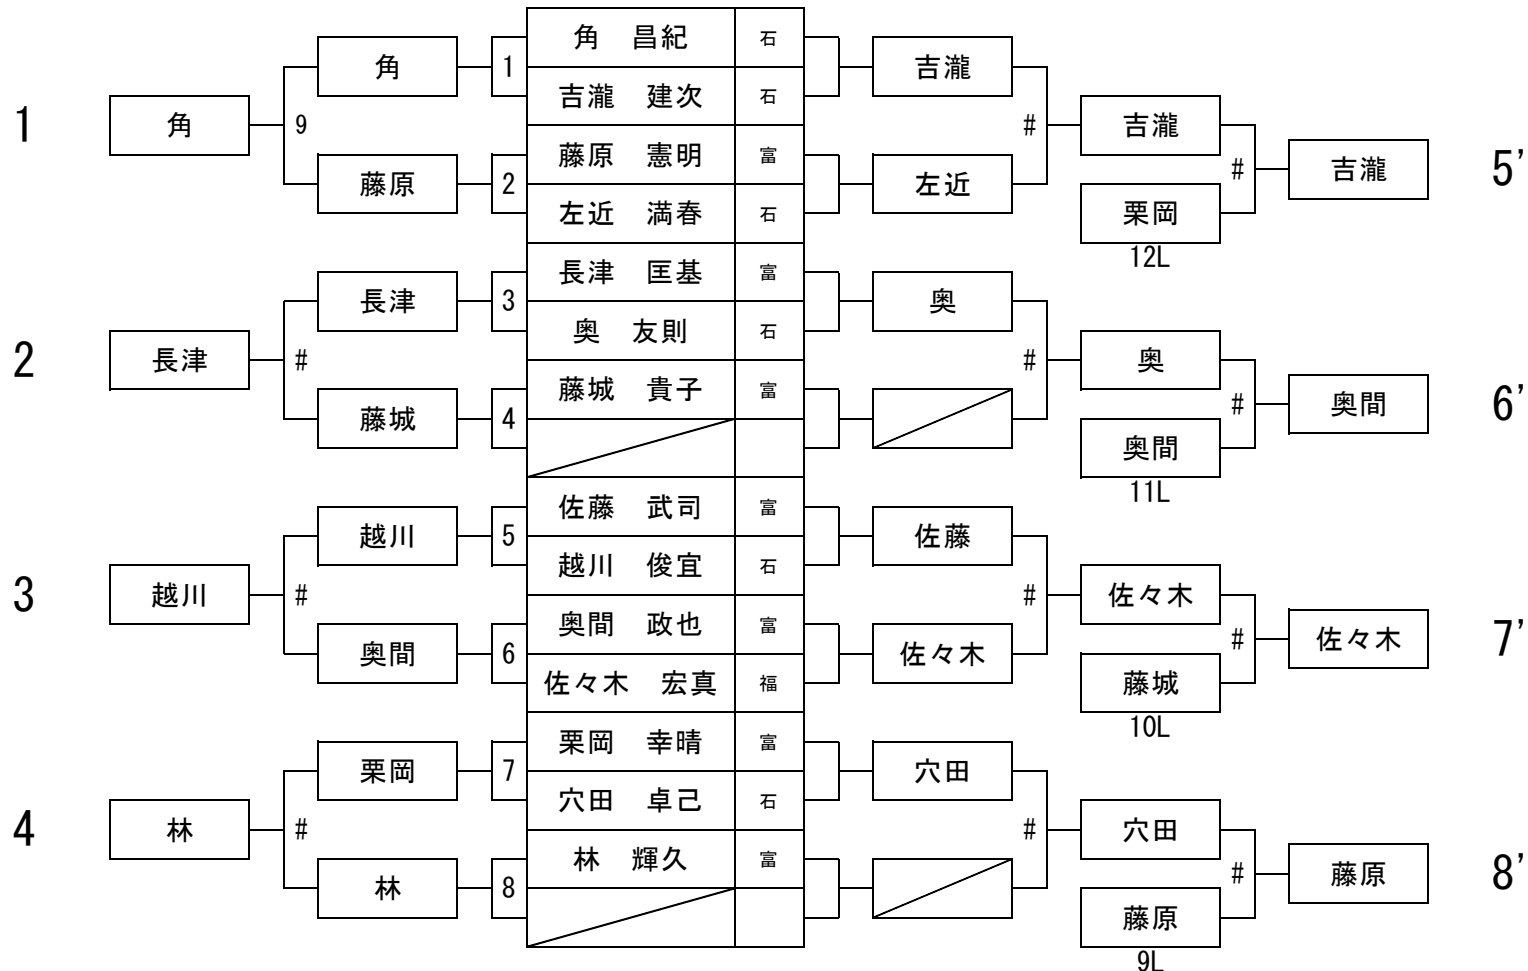 角　昌紀 石
角 1 吉瀧
吉瀧　建次 石
1 角 9 # 吉瀧
藤原　憲明 富
藤原 2 左近 # 吉瀧 5’
左近　満春 石 栗岡
12L
長津　匡基 富
長津 3 奥
奥　友則 石
2 長津 # # 奥
藤城　貴子 富
藤城 4 # 奥間 6’
奥間
11L
佐藤　武司 富
越川 5 佐藤
越川　俊宜 石
3 越川 # # 佐々木
奥間　政也 富
奥間 6 佐々木 # 佐々木 7’
佐々木　宏真 福 藤城
10L
栗岡　幸晴 富
栗岡 7 穴田
穴田　卓己 石
4 林 # # 穴田
林　輝久 富
林 8 # 藤原 8’
藤原
9L